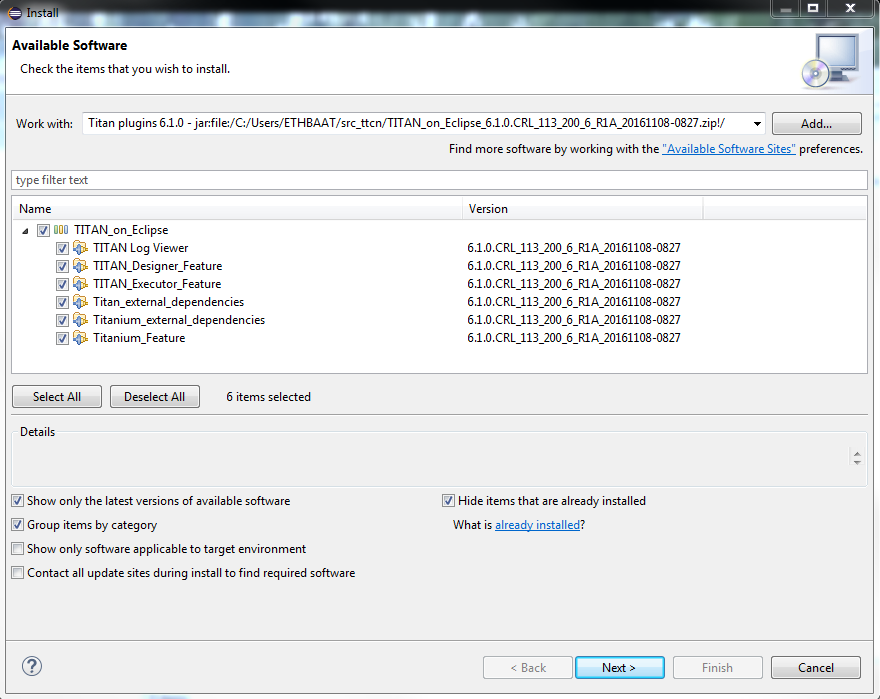 Install
Available Software
Check the items that you wish to install.
Work with: Titan plugins 6.1.0 - jar:file:/C:/Users/ETHBAAT/src_ttcn/TITAN_on_Eclipse_6.1.0.CRL_113_200_6_R1A_20161108-0827.zip!/ Add...
Find more software by working with the "Available Software Sites" preferences.
type filter text
Name Version
TITAN_on_Eclipse
TITAN Log Viewer 6.1.0.CRL_113_200_6_R1A_20161108-0827
TITAN_Designer_Feature 6.1.0.CRL_113_200_6_R1A_20161108-0827
TITAN_Executor_Feature 6.1.0.CRL_113_200_6_R1A_20161108-0827
Titan_external_dependencies 6.1.0.CRL_113_200_6_R1A_20161108-0827
Titanium_external_dependencies 6.1.0.CRL_113_200_6_R1A_20161108-0827
Titanium_Feature 6.1.0.CRL_113_200_6_R1A_20161108-0827
Select All Deselect All 6 items selected
Details
Show only the latest versions of available software Hide items that are already installed
Group items by category What is already installed?
Show only software applicable to target environment
Contact all update sites during install to find required software
? < Back Next > Finish Cancel